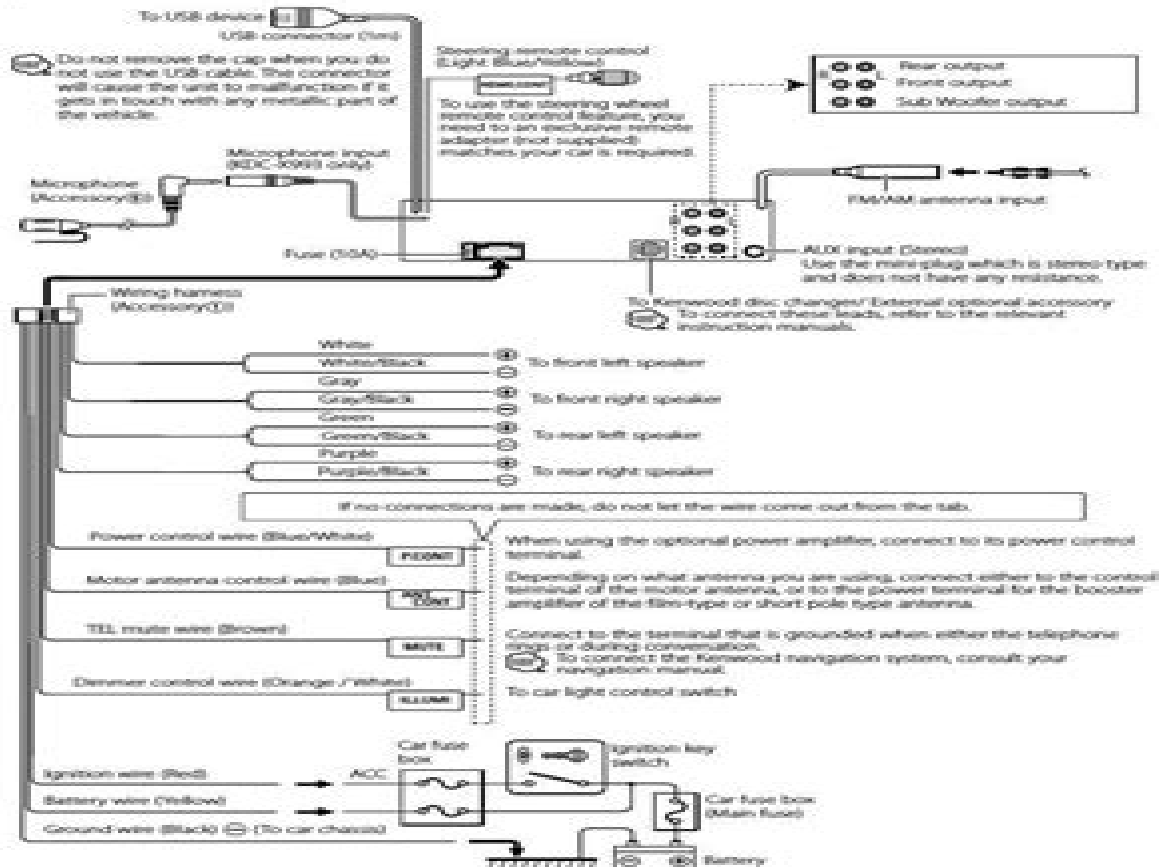 To USB device
USB connector (1m)
Do not remove the cap when you do
not use the USB cable. The connector
will cause the unit to malfunction if it
gets in touch with any metallic part of
the vehicle.
Steering remote control
(Light Blue/Yellow)
To use the steering wheel
remote control feature, you
need to an exclusive remote
adapter (not supplied)
matches your car is required.
Rear output
Front output
Sub Woofer output
R
L
Microphone input
(KDC-X993 only)
Microphone
(Accessory
FM/AM antenna input
Fuse (10A)
AUX input (Stereo)
Use the mini-plug which is stereo-type
and does not have any resistance.
Wiring harness
(Accessory①)
To Kenwood disc changes/ External optional accessory
To connect these leads, refer to the relevant
instruction manuals.
White
White/Black
To front left speaker
Gray
Gray/Black
To front right speaker
Green
Green/Black
To rear left speaker
Purple
Purple/Black
To rear right speaker
If no connections are made, do not let the wire come out from the tab.
Power control wire (Blue/White)
P.CONT
When using the optional power amplifier, connect to its power control
terminal.
Motor antenna control wire (Blue)
ANT.
CONT
Depending on what antenna you are using, connect either to the control
terminal of the motor antenna, or to the power terminal for the booster
amplifier of the film-type or short pole type antenna.
TEL mute wire (Brown)
MUTE
Connect to the terminal that is grounded when either the telephone
rings or during conversation.
To connect the Kenwood navigation system, consult your
navigation manual.
Dimmer control wire (Orange / White)
ILLUMI
To car light control switch
Car fuse
box
Ignition key
switch
Ignition wire (Red)
ACC
Battery wire (Yellow)
Car fuse box
(Main fuse)
Ground wire (Black) ⊖ (To car chassis)
Battery